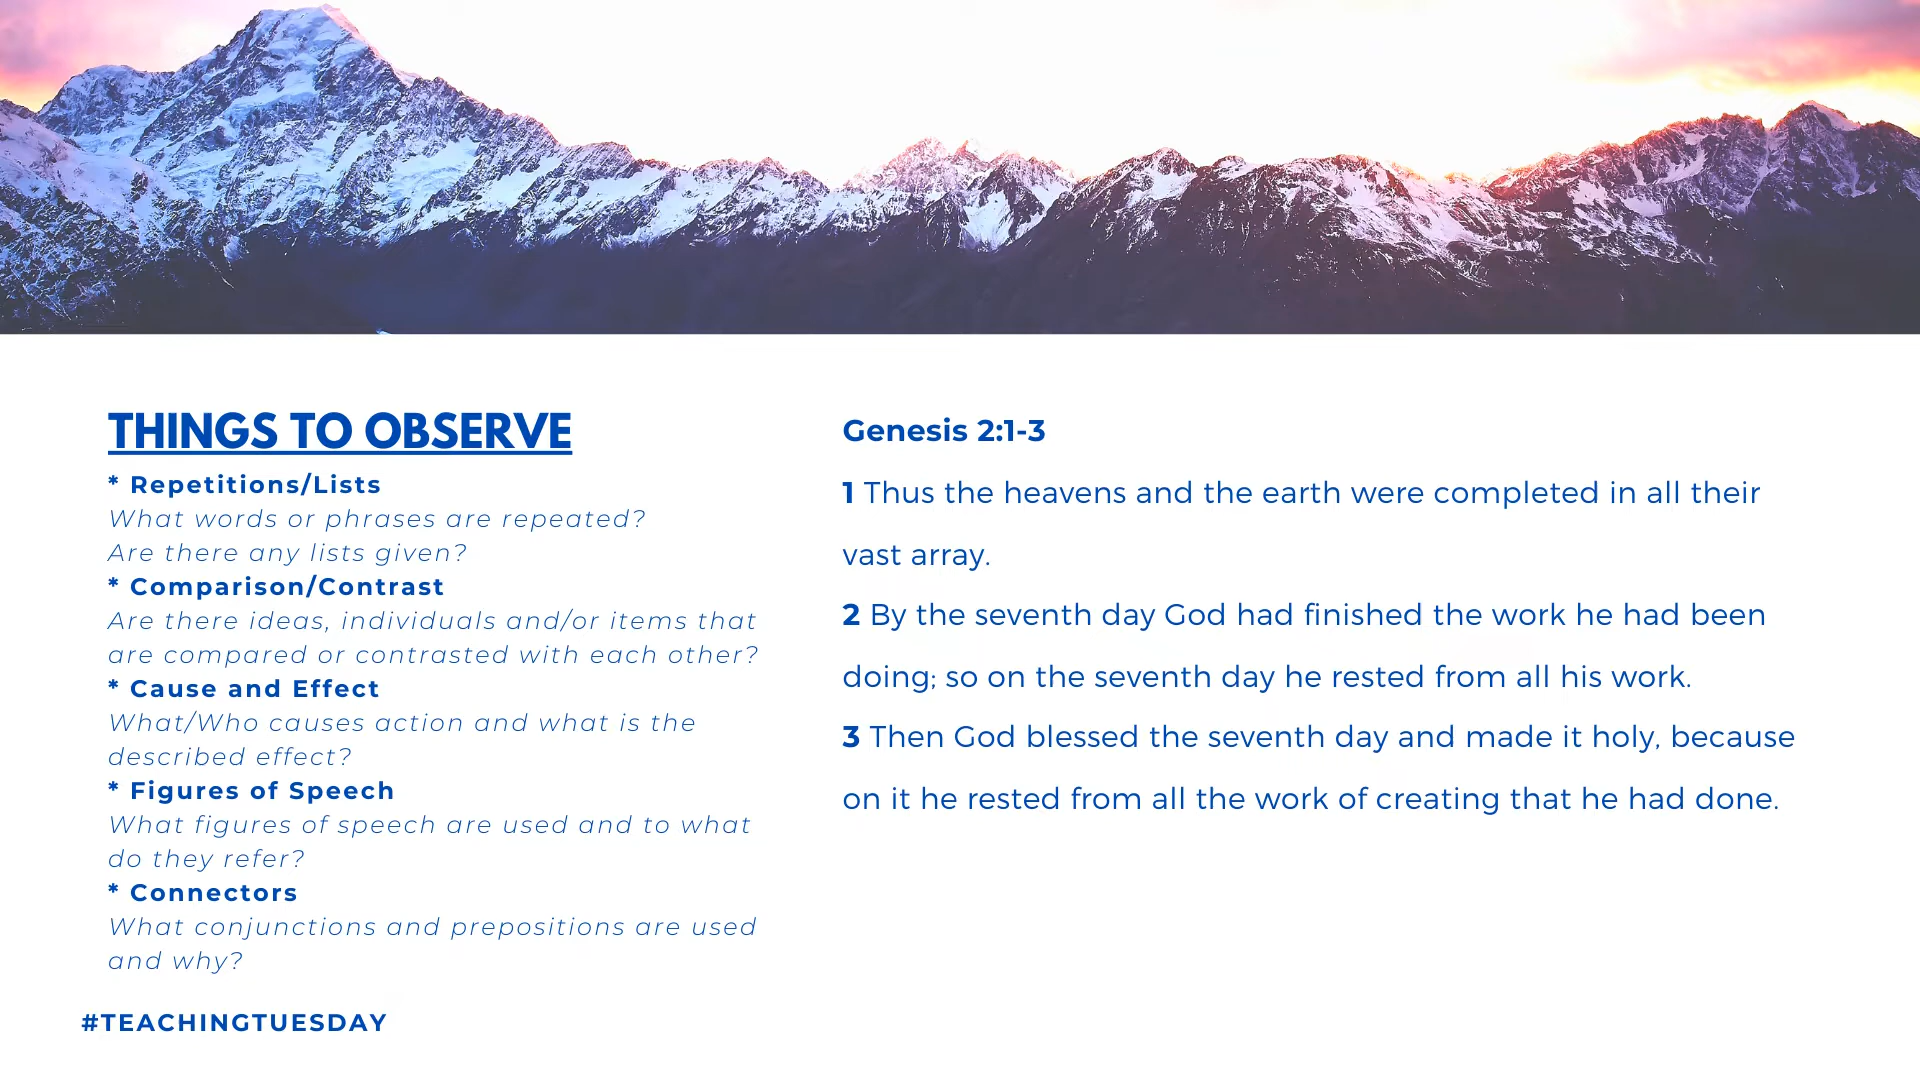 THINGS TO OBSERVE
* Repetitions/Lists
What words or phrases are repeated?
Are there any lists given?
* Comparison/Contrast
Are there ideas, individuals and/or items that
are compared or contrasted with each other?
* Cause and Effect
What/Who causes action and what is the
described effect?
* Figures of Speech
What figures of speech are used and to what
do they refer?
* Connectors
What conjunctions and prepositions are used
and why?
#TEACHINGTUESDAY
Genesis 2:1-3
1 Thus the heavens and the earth were completed in all their
vast array.
2 By the seventh day God had finished the work he had been
doing; so on the seventh day he rested from all his work.
3 Then God blessed the seventh day and made it holy, because
on it he rested from all the work of creating that he had done.